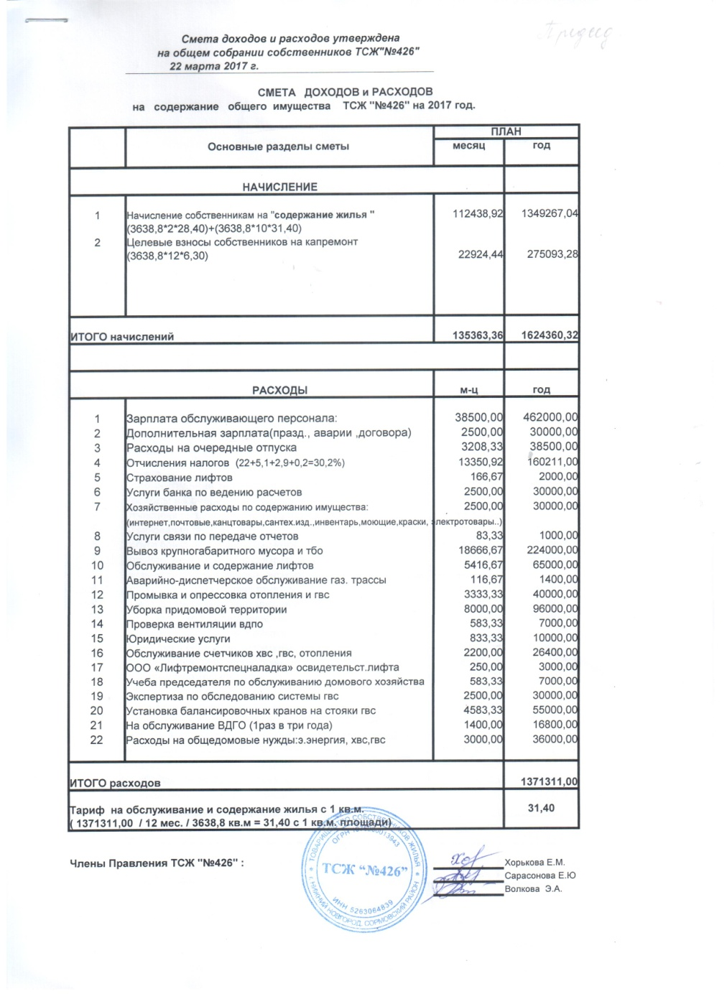 Председ
Смета доходов и расходов утверждена
на общем собрании собственников ТСЖ"№426"
22 марта 2017 г.
СМЕТА ДОХОДОВ и РАСХОДОВ
на содержание общего имущества ТСЖ "№426" на 2017 год.
Основные разделы сметы ПЛАН
месяц год
НАЧИСЛЕНИЕ
1 Начисление собственникам на "содержание жилья " 112438,92 1349267,04
(3638,8*2*28,40)+(3638,8*10*31,40)
2 Целевые взносы собственников на капремонт
(3638,8*12*6,30) 22924,44 275093,28
ИТОГО начислений 135363,36 1624360,32
РАСХОДЫ м-ц год
1 Зарплата обслуживающего персонала: 38500,00 462000,00
2 Дополнительная зарплата(празд., аварии ,договора) 2500,00 30000,00
3 Расходы на очередные отпуска 3208,33 38500,00
4 Отчисления налогов (22+5,1+2,9+0,2=30,2%) 13350,92 160211,00
5 Страхование лифтов 166,67 2000,00
6 Услуги банка по ведению расчетов 2500,00 30000,00
7 Хозяйственные расходы по содержанию имущества: 2500,00 30000,00
(интернет,почтовые,канцтовары,сантех.изд.,инвентарь,моющие,краски, электротовары..)
8 Услуги связи по передаче отчетов 83,33 1000,00
9 Вывоз крупногабаритного мусора и тбо 18666,67 224000,00
10 Обслуживание и содержание лифтов 5416,67 65000,00
11 Аварийно-диспетчерское обслуживание газ. трассы 116,67 1400,00
12 Промывка и опрессовка отопления и гвс 3333,33 40000,00
13 Уборка придомовой территории 8000,00 96000,00
14 Проверка вентиляции вдпо 583,33 7000,00
15 Юридические услуги 833,33 10000,00
16 Обслуживание счетчиков хвс ,гвс, отопления 2200,00 26400,00
17 ООО «Лифтремонтспецналадка» освидетельст.лифта 250,00 3000,00
18 Учеба председателя по обслуживанию домового хозяйства 583,33 7000,00
19 Экспертиза по обследованию системы гвс 2500,00 30000,00
20 Установка балансировочных кранов на стояки гвс 4583,33 55000,00
21 На обслуживание ВДГО (1раз в три года) 1400,00 16800,00
22 Расходы на общедомовые нужды:э.энергия, хвс,гвс 3000,00 36000,00
ИТОГО расходов 1371311,00
Тариф на обслуживание и содержание жилья с 1 кв.м. 31,40
( 1371311,00 / 12 мес. / 3638,8 кв.м = 31,40 с 1 кв.м. площади)
ТОВАРИЩЕСТВО СОБСТВЕННИКОВ ЖИЛЬЯ
ОГРН
ТСЖ "№426"
ИНН 5263064839
г. НИЖНИЙ НОВГОРОД, СОРМОВСКИЙ РАЙОН
Члены Правления ТСЖ "№426" : Хорькова Е.М.
Сарасонова Е.Ю
Волкова Э.А.